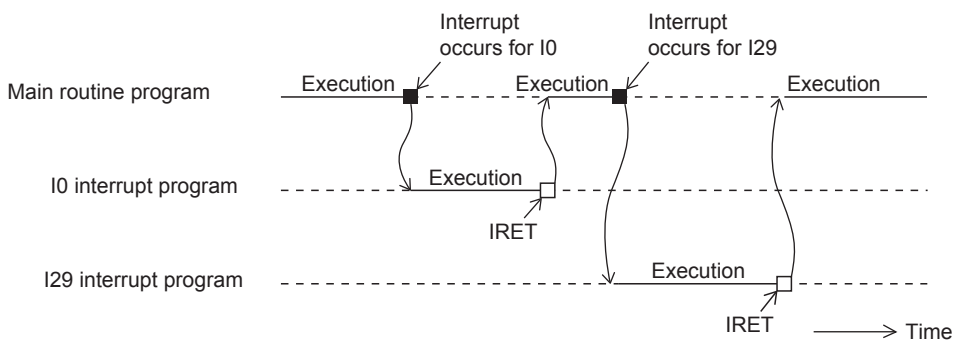 Interrupt
occurs for I0
Interrupt
occurs for I29
Main routine program
Execution
Execution
Execution
I0 interrupt program
Execution
IRET
I29 interrupt program
Execution
IRET
Time